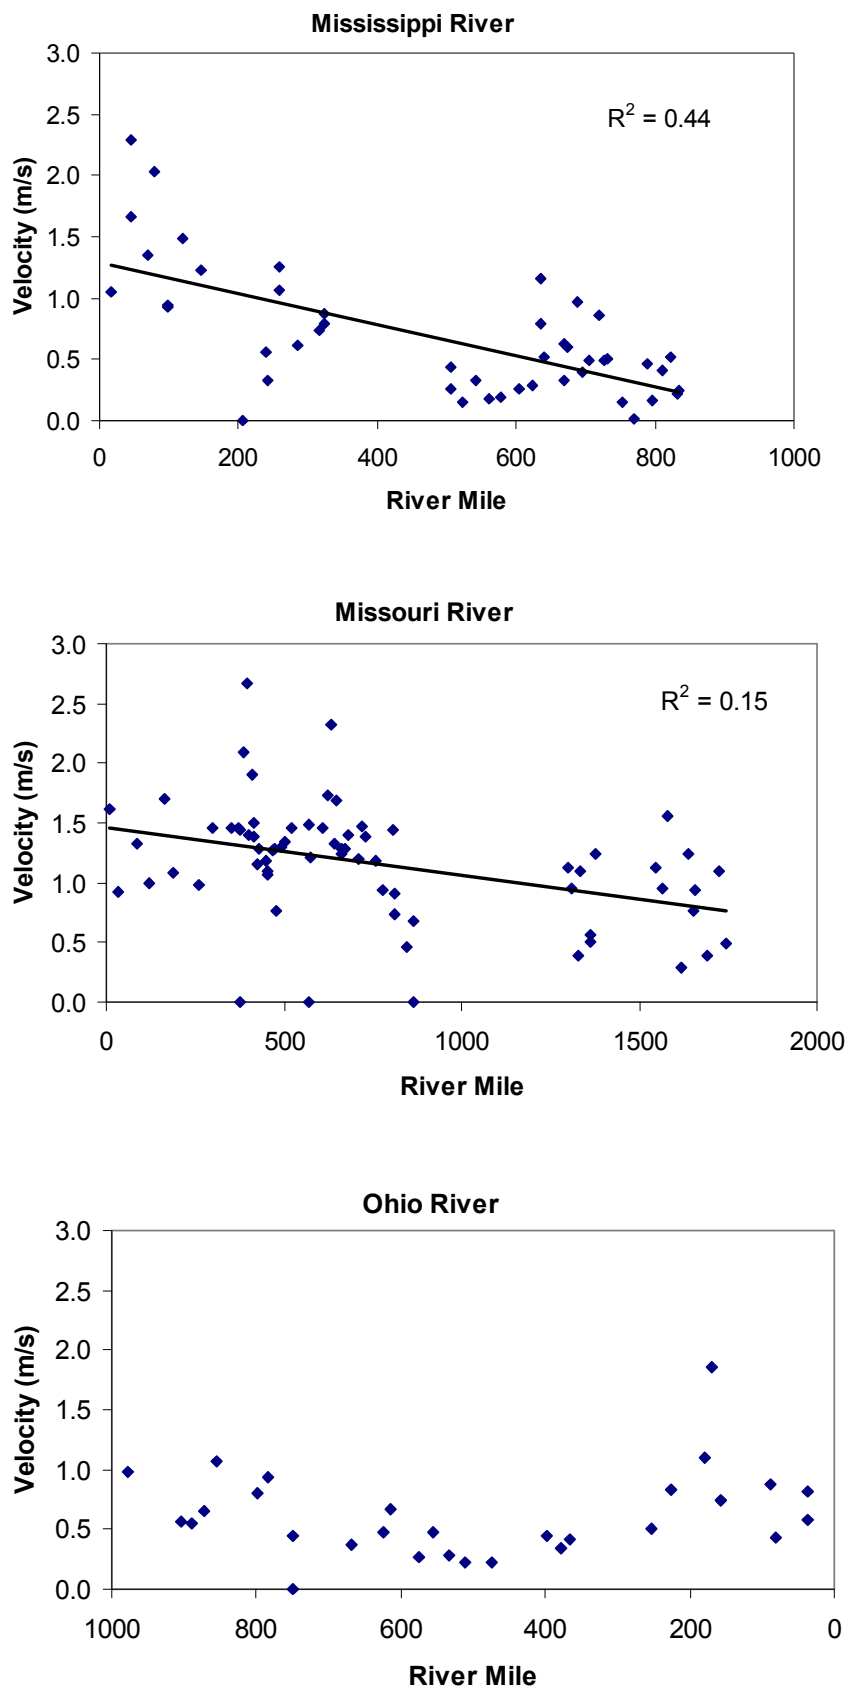 Mississippi River
3.0
2.5
2.0
1.5
1.0
0.5
0.0
Velocity (m/s)
R² = 0.44
0 200 400 600 800 1000
River Mile
Missouri River
3.0
2.5
2.0
1.5
1.0
0.5
0.0
Velocity (m/s)
R² = 0.15
0 500 1000 1500 2000
River Mile
Ohio River
3.0
2.5
2.0
1.5
1.0
0.5
0.0
Velocity (m/s)
1000 800 600 400 200 0
River Mile